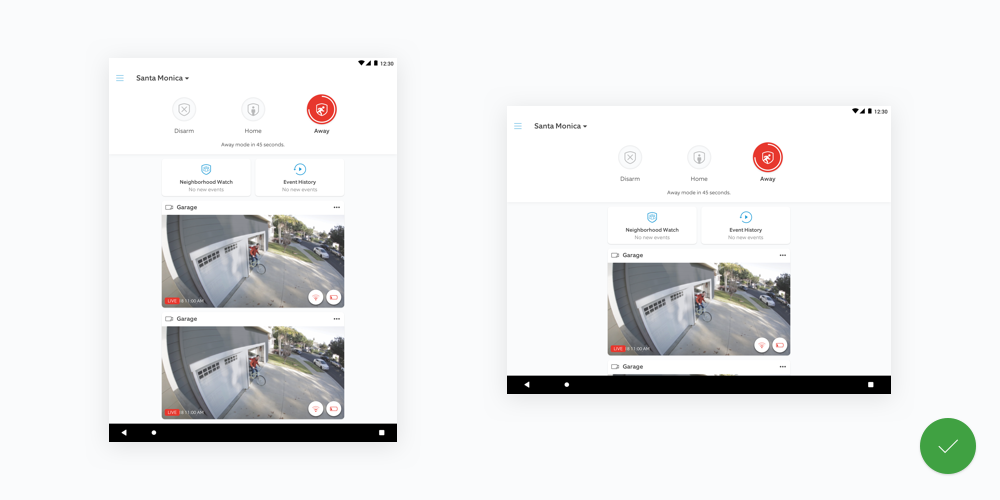 12:30
Santa Monica
Disarm
Home
Away
Away mode in 45 seconds.
Neighborhood Watch
No new events
Event History
No new events
Garage
LIVE
11:00 AM
Garage
LIVE
11:00 AM
12:30
Santa Monica
Disarm
Home
Away
Away mode in 45 seconds.
Neighborhood Watch
No new events
Event History
No new events
Garage
LIVE
11:00 AM
Garage